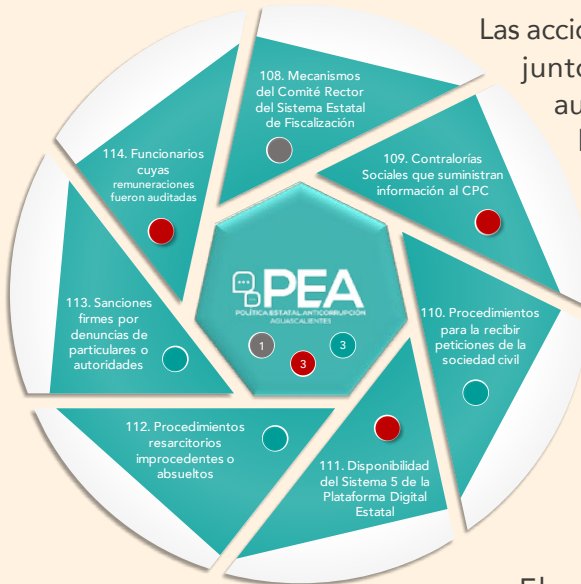 Las accio
junto
au
108. Mecanismos
del Comité Rector
del Sistema Estatal
de Fiscalización
109. Contralorías
Sociales que suministran
información al CPC
110. Procedimientos
para la recibir
peticiones de la
sociedad civil
111. Disponibilidad
del Sistema 5 de la
Plataforma Digital
Estatal
112. Procedimientos
resarcitorios
improcedentes o
absueltos
113. Sanciones
firmes por
denuncias de
particulares o
autoridades
114. Funcionarios
cuyas
remuneraciones
fueron auditadas
PEA
POLÍTICA ESTATAL ANTICORRUPCIÓN
AGUASCALIENTES
1
3
3
El